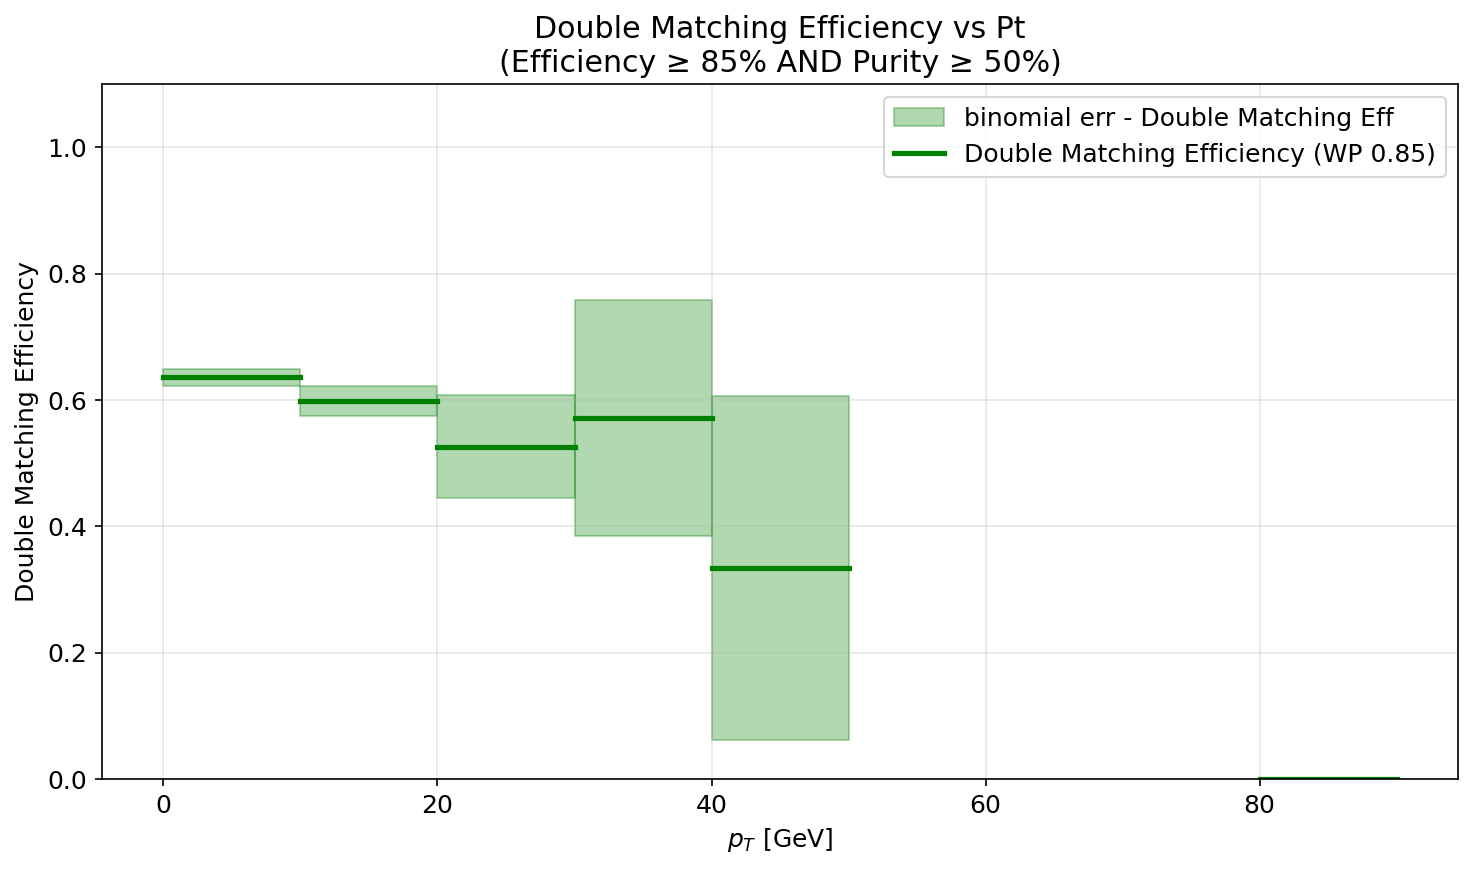 Double Matching Efficiency vs Pt
(Efficiency ≥ 85% AND Purity ≥ 50%)
binomial err - Double Matching Eff
Double Matching Efficiency (WP 0.85)
Double Matching Efficiency
1.0
0.8
0.6
0.4
0.2
0.0
0 20 40 60 80
p_T [GeV]